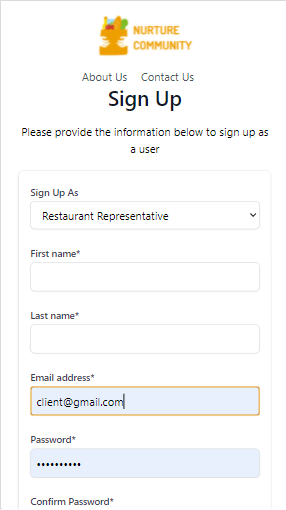 NURTURE
COMMUNITY
About Us Contact Us
Sign Up
Please provide the information below to sign up as
a user
Sign Up As
Restaurant Representative
First name*
Last name*
Email address*
client@gmail.com
Password*
••••••••••
Confirm Password*